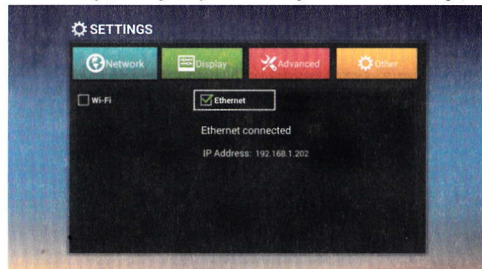 SETTINGS
Network Display Advanced Other
Wi-Fi Ethernet
Ethernet connected
IP Address: 192.168.1.202